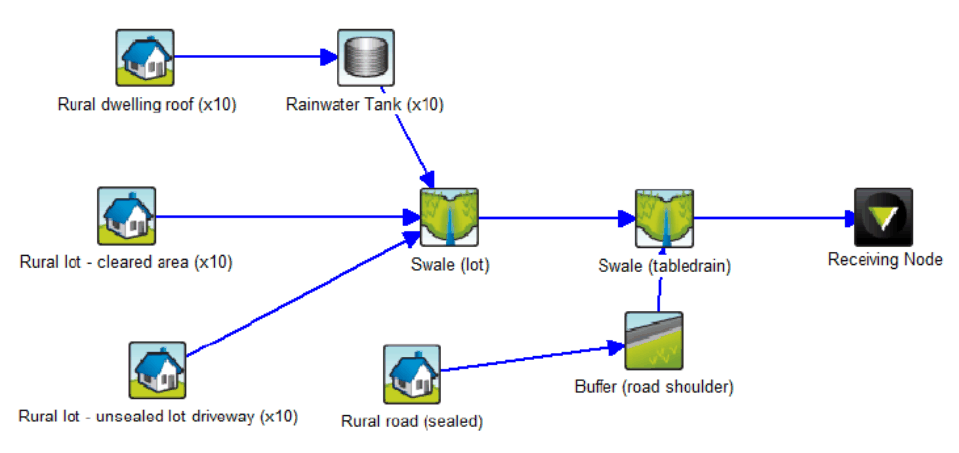 Rural dwelling roof (x10)
Rainwater Tank (x10)
Rural lot - cleared area (x10)
Swale (lot)
Swale (tabledrain)
Receiving Node
Rural lot - unsealed lot driveway (x10)
Rural road (sealed)
Buffer (road shoulder)